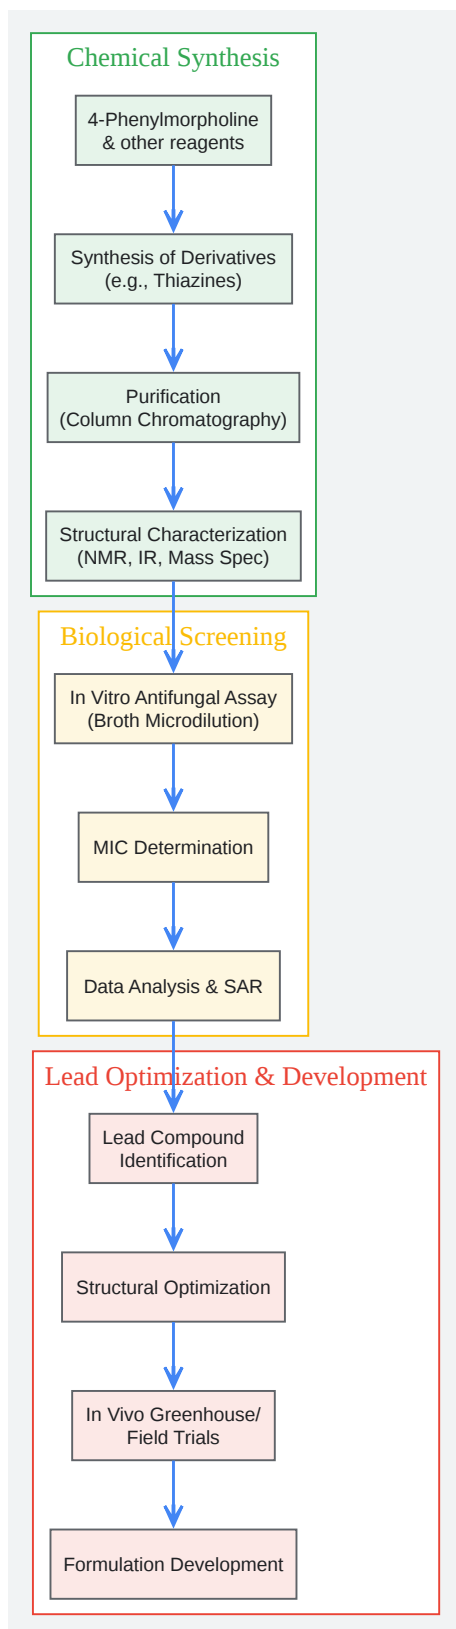 Chemical Synthesis
4-Phenylmorpholine
& other reagents
Synthesis of Derivatives
(e.g., Thiazines)
Purification
(Column Chromatography)
Structural Characterization
(NMR, IR, Mass Spec)
Biological Screening
In Vitro Antifungal Assay
(Broth Microdilution)
MIC Determination
Data Analysis & SAR
Lead Optimization & Development
Lead Compound
Identification
Structural Optimization
In Vivo Greenhouse/
Field Trials
Formulation Development